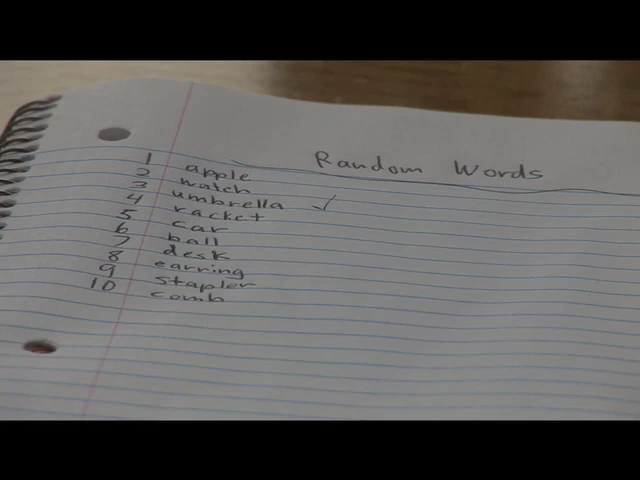 Random Words
1 apple
2 watch
3 umbrella ✓
4 racket
5 car
6 ball
7 desk
8 earring
9 stapler
10 comb